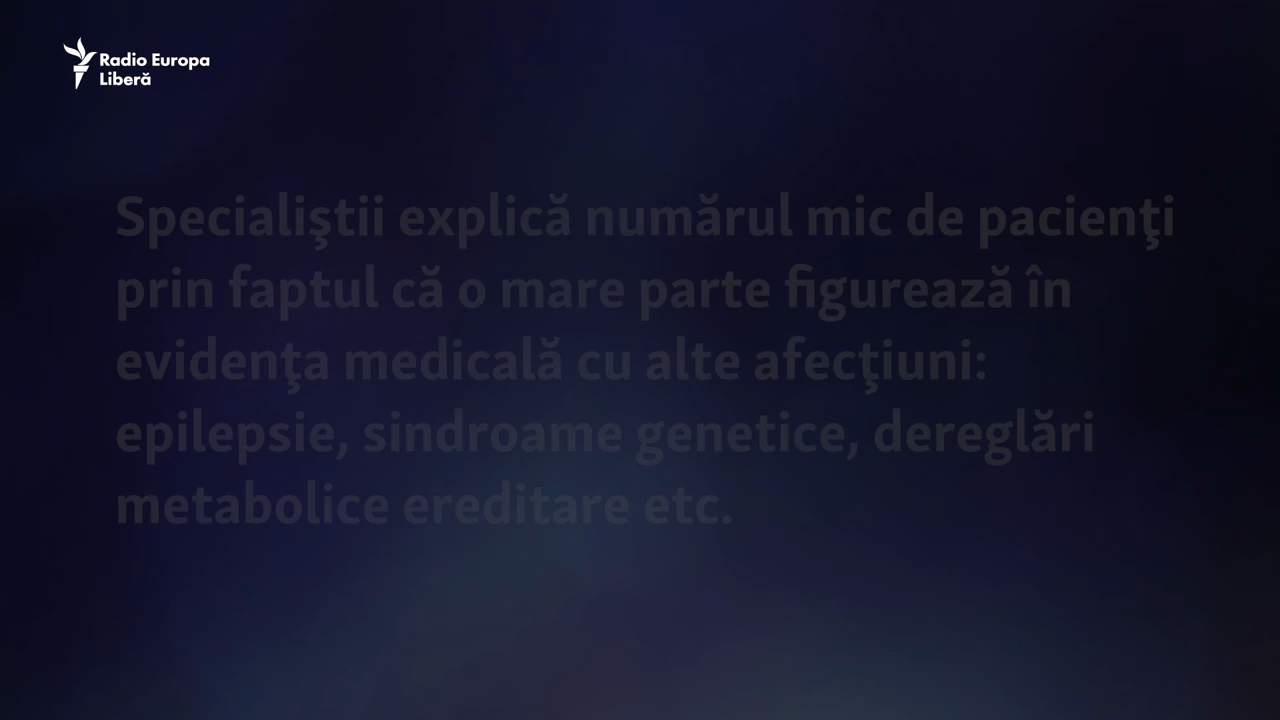 Radio Europa
Liberă
Specialiştii explică numărul mic de pacienţi
prin faptul că o mare parte figurează în
evidenţa medicală cu alte afecţiuni:
epilepsie, sindroame genetice, dereglări
metabolice ereditare etc.